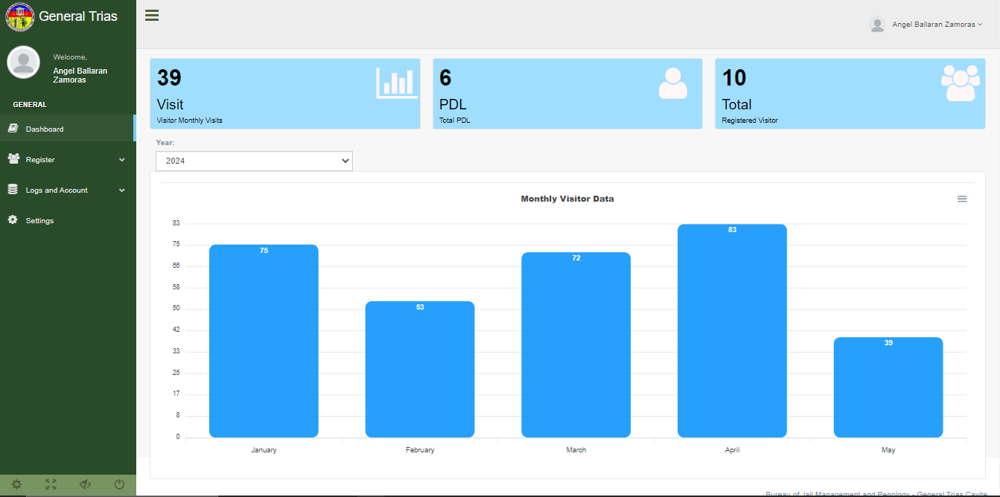 General Trias
Angel Ballaran Zamoras
Welcome,
Angel Ballaran
Zamoras
GENERAL
Dashboard
Register
Logs and Account
Settings
39
Visit
Visitor Monthly Visits
6
PDL
Total PDL
10
Total
Registered Visitor
Year:
2024
Monthly Visitor Data
83
75
66
58
50
42
33
25
17
8
0
75
53
72
83
39
January
February
March
April
May
Bureau of Jail Management and Penology - General Trias Cavite